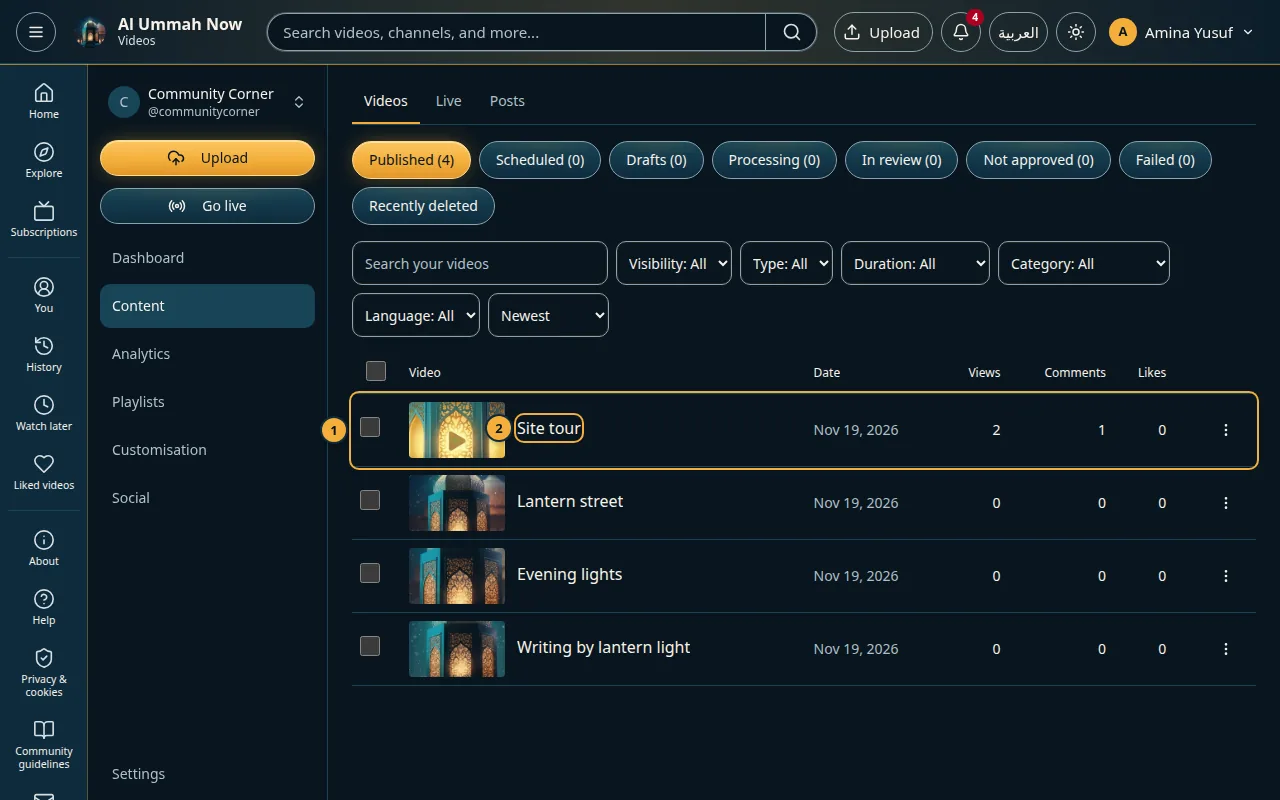 Al Ummah Now
Videos
Search videos, channels, and more...
Upload
4
العربية
A
Amina Yusuf
Home
Explore
Subscriptions
You
History
Watch later
Liked videos
About
Help
Privacy &
cookies
Community
guidelines
C
Community Corner
@communitycorner
Upload
Go live
Dashboard
Content
Analytics
Playlists
Customisation
Social
Settings
Videos
Live
Posts
Published (4)
Scheduled (0)
Drafts (0)
Processing (0)
In review (0)
Not approved (0)
Failed (0)
Recently deleted
Search your videos
Visibility: All
Type: All
Duration: All
Category: All
Language: All
Newest
Video Date Views Comments Likes
1
2
Site tour Nov 19, 2026 2 1 0
Lantern street Nov 19, 2026 0 0 0
Evening lights Nov 19, 2026 0 0 0
Writing by lantern light Nov 19, 2026 0 0 0